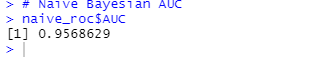 > # Naive Bayesian AUC
> naive_roc$AUC
[1] 0.9568629
>